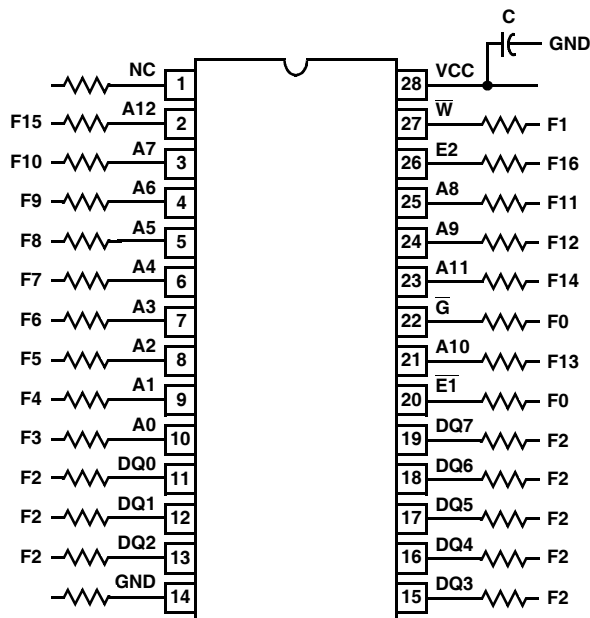 C
GND
NC 1 28 VCC
F15 A12 2 27 W̅ F1
F10 A7 3 26 E2 F16
F9 A6 4 25 A8 F11
F8 A5 5 24 A9 F12
F7 A4 6 23 A11 F14
F6 A3 7 22 G̅ F0
F5 A2 8 21 A10 F13
F4 A1 9 20 E̅1̅ F0
F3 A0 10 19 DQ7 F2
F2 DQ0 11 18 DQ6 F2
F2 DQ1 12 17 DQ5 F2
F2 DQ2 13 16 DQ4 F2
GND 14 15 DQ3 F2